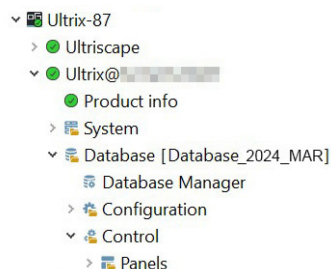 Ultrix-87
Ultriscape
Ultrix@
Product info
System
Database [Database_2024_MAR]
Database Manager
Configuration
Control
Panels